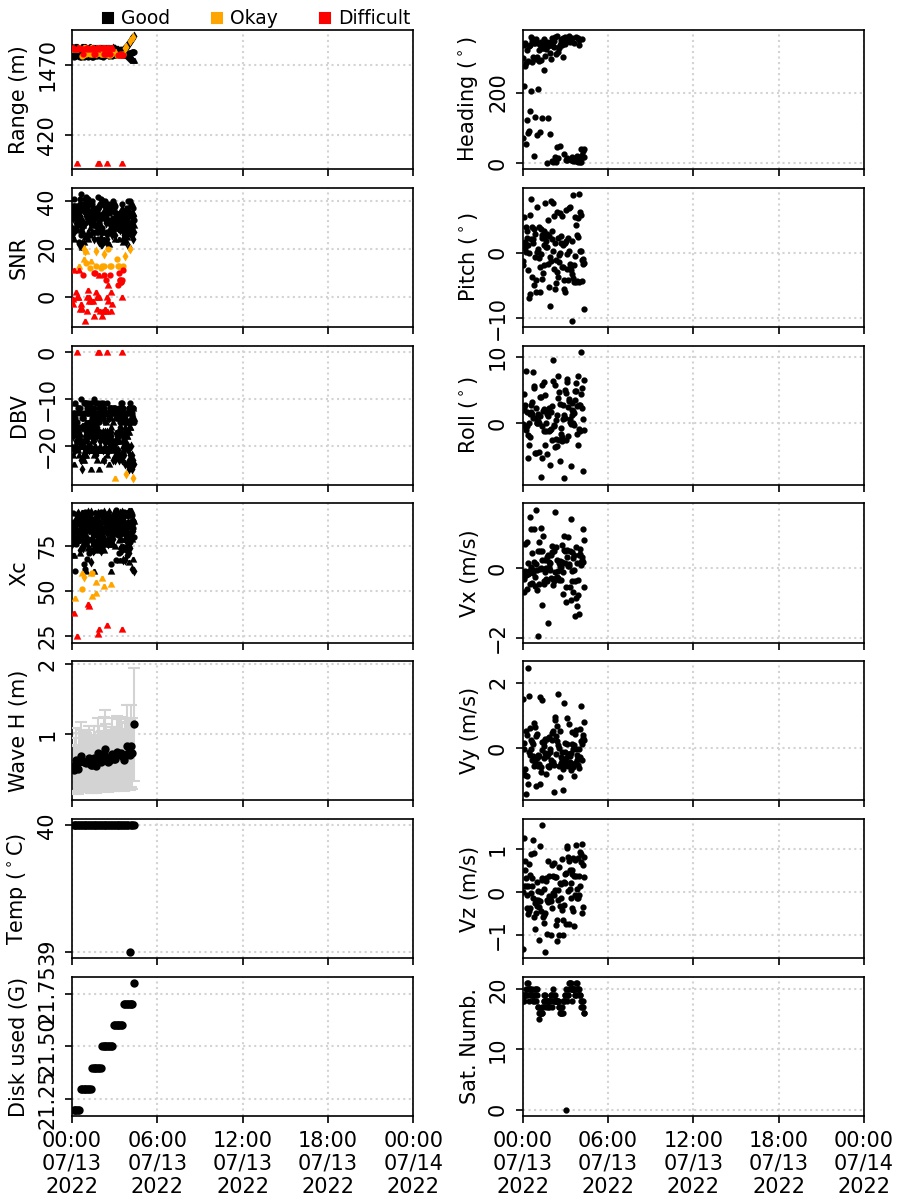 Good Okay Difficult
Range (m)
1470
420
Heading (°)
200
0
SNR
40
20
0
Pitch (°)
0
−10
DBV
0
−10
−20
Roll (°)
10
0
Xc
75
50
25
Vx (m/s)
0
−2
Wave H (m)
2
1
Vy (m/s)
2
0
Temp (°C)
40
39
Vz (m/s)
1
0
−1
Disk used (G)
21.75
21.50
21.25
Sat. Numb.
20
10
0
00:00 06:00 12:00 18:00 00:00
07/13 07/13 07/13 07/13 07/14
2022 2022 2022 2022 2022
00:00 06:00 12:00 18:00 00:00
07/13 07/13 07/13 07/13 07/14
2022 2022 2022 2022 2022